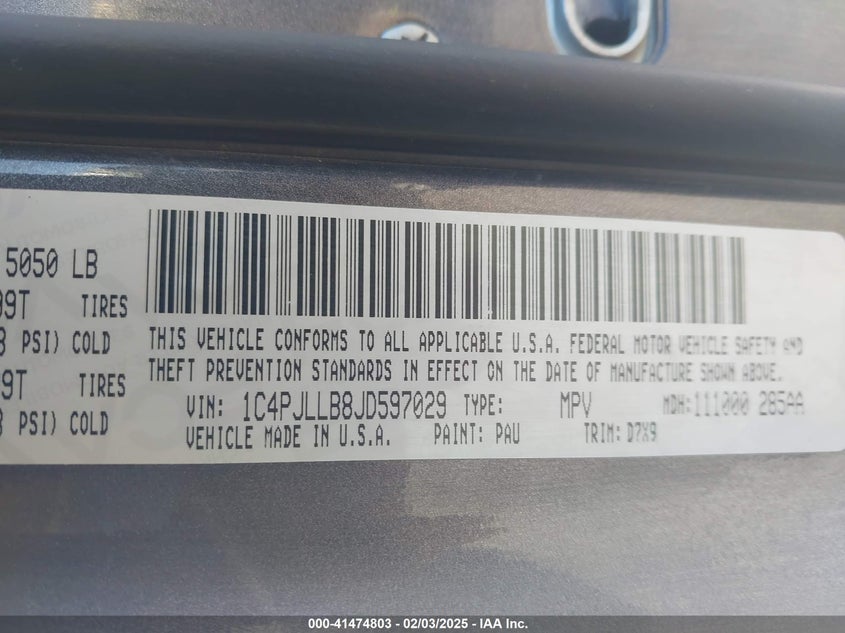 5050 LB
99T TIRES
PSI) COLD
THIS VEHICLE CONFORMS TO ALL APPLICABLE U.S.A. FEDERAL MOTOR VEHICLE SAFETY AND
9T TIRES
THEFT PREVENTION STANDARDS IN EFFECT ON THE DATE OF MANUFACTURE SHOWN ABOVE.
PSI) COLD
VIN: 1C4PJLLB8JD597029 TYPE: MPV MDH: 111000 285AA
VEHICLE MADE IN U.S.A. PAINT: PAU TRIM: D7X9
000-41474803 - 02/03/2025 - IAA Inc.